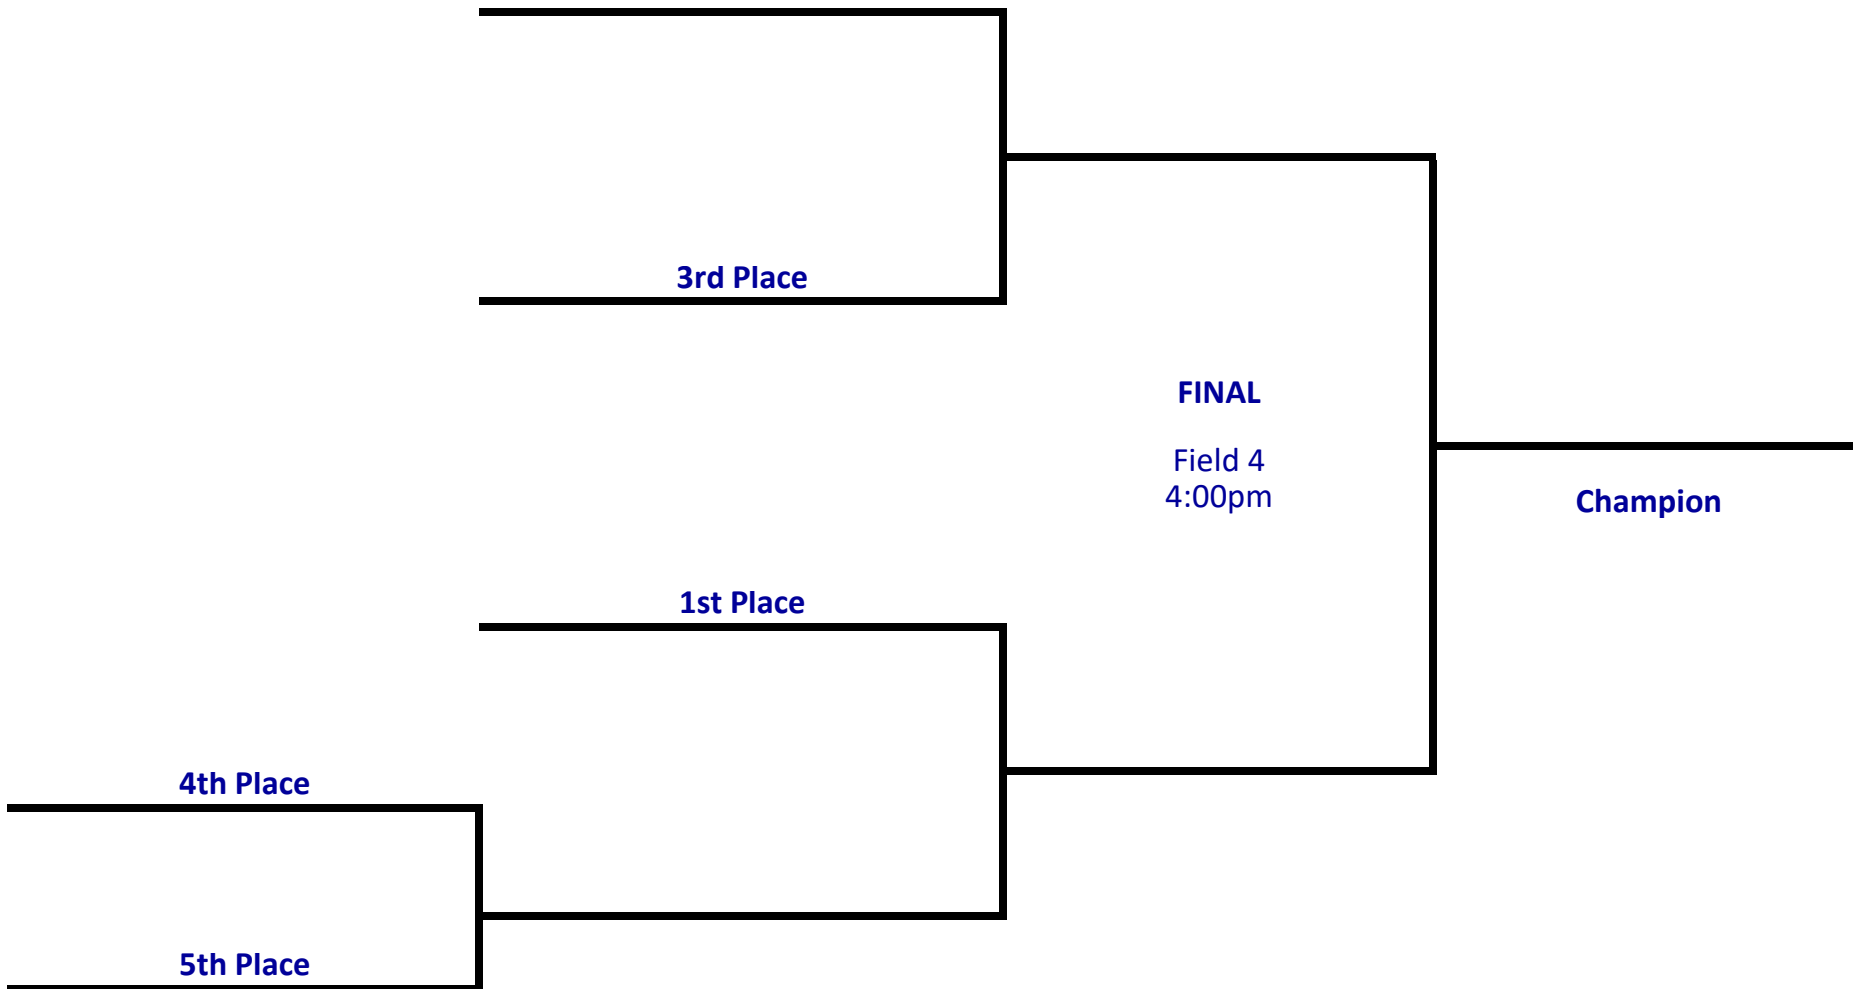 3rd Place
FINAL
Field 4
4:00pm
Champion
1st Place
4th Place
5th Place